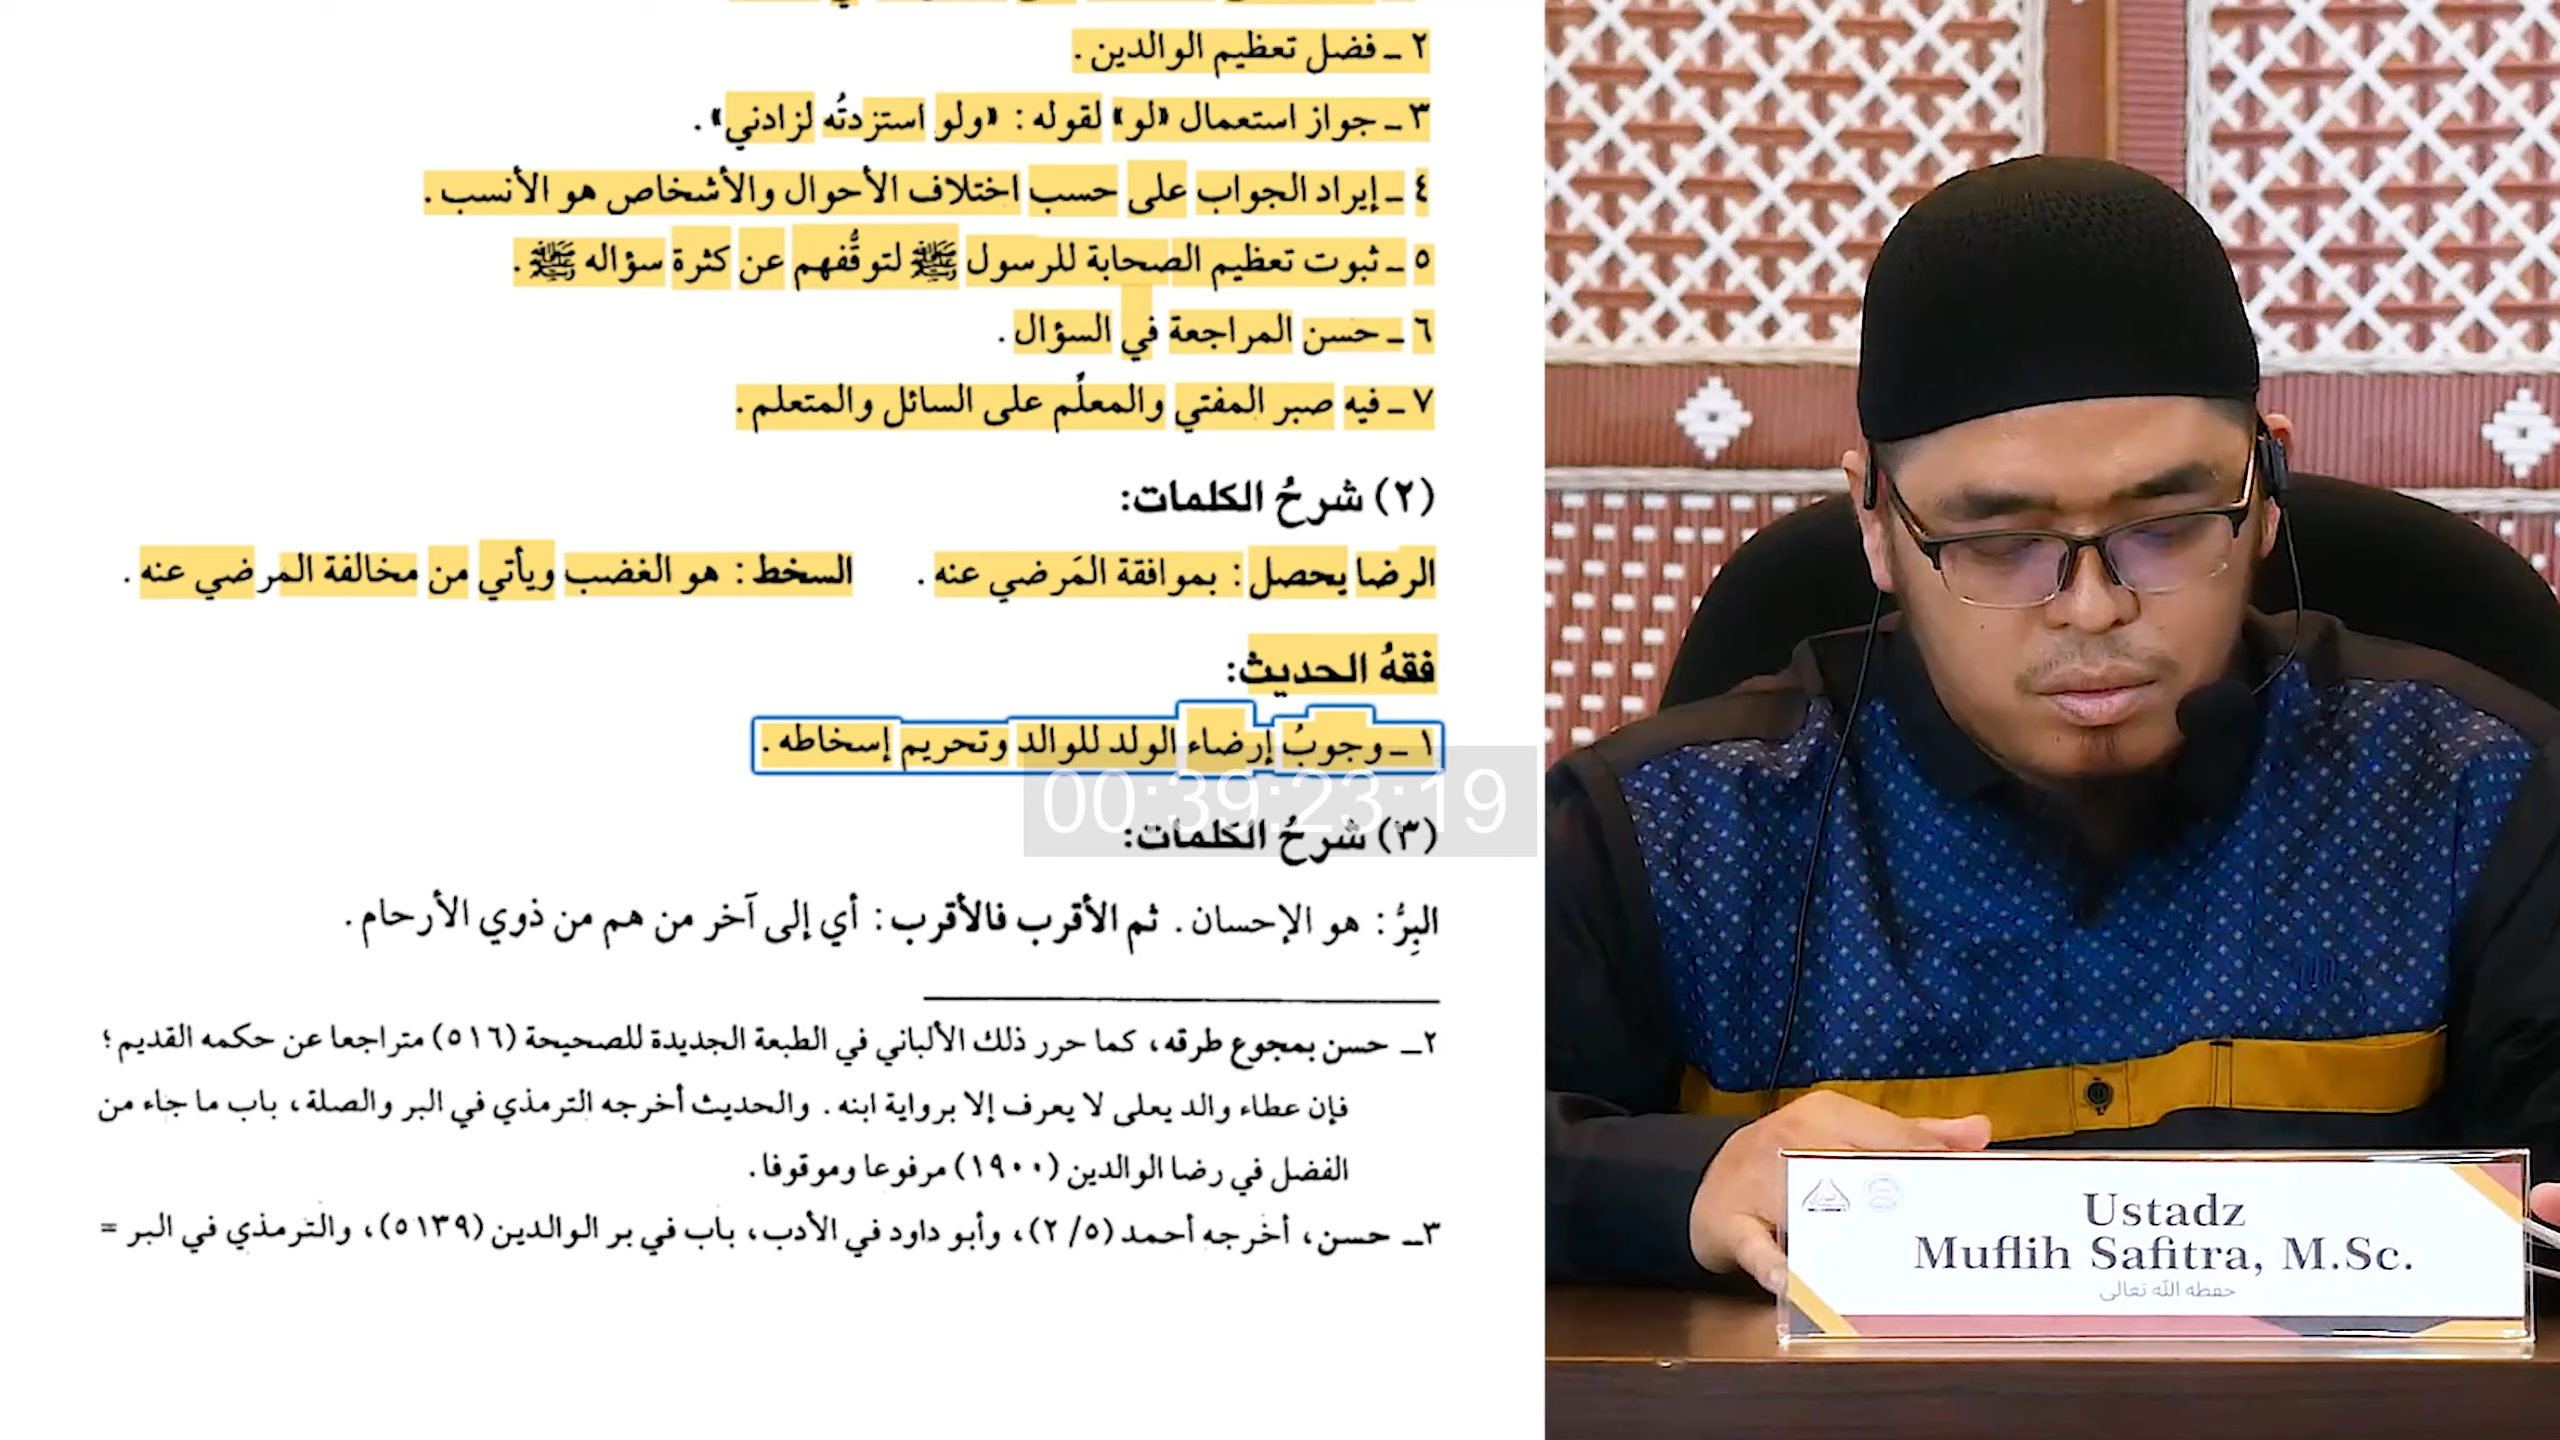 ٢ ـ فضل تعظيم الوالدين.
٣ ـ جواز استعمال «لو» لقوله: «ولو استزدتُه لزادني».
٤ ـ إيراد الجواب على حسب اختلاف الأحوال والأشخاص هو الأنسب.
٥ ـ ثبوت تعظيم الصحابة للرسول ﷺ لتوقُّفهم عن كثرة سؤاله ﷺ.
٦ ـ حسن المراجعة في السؤال.
٧ ـ فيه صبر المفتي والمعلِّم على السائل والمتعلم.
(٢) شرحُ الكلمات:
الرضا يحصل: بموافقة المَرضي عنه. السخط: هو الغضب ويأتي من مخالفة المرضي عنه.
فقهُ الحديث:
١ ـ وجوبُ إرضاء الولد للوالد وتحريم إسخاطه.
00:39:23:19
(٣) شرحُ الكلمات:
البِرُّ: هو الإحسان. ثم الأقرب فالأقرب: أي إلى آخر من هم من ذوي الأرحام.
٢ـ حسن بمجوع طرقه، كما حرر ذلك الألباني في الطبعة الجديدة للصحيحة (٥١٦) متراجعا عن حكمه القديم؛
فإن عطاء والد يعلى لا يعرف إلا برواية ابنه. والحديث أخرجه الترمذي في البر والصلة، باب ما جاء من
الفضل في رضا الوالدين (١٩٠٠) مرفوعا وموقوفا.
٣ـ حسن، أخرجه أحمد (٥/ ٢)، وأبو داود في الأدب، باب في بر الوالدين (٥١٣٩)، والترمذي في البر =
Ustadz
Muflih Safitra, M.Sc.
حفظه الله تعالى